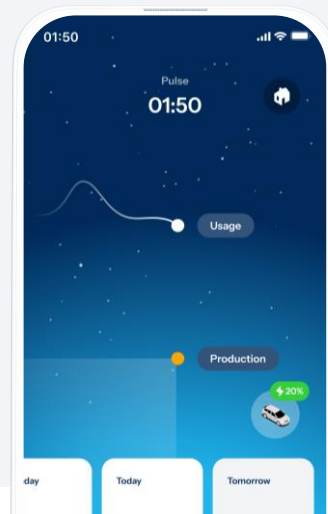 01:50
Pulse
01:50
Usage
Production
20%
day
Today
Tomorrow